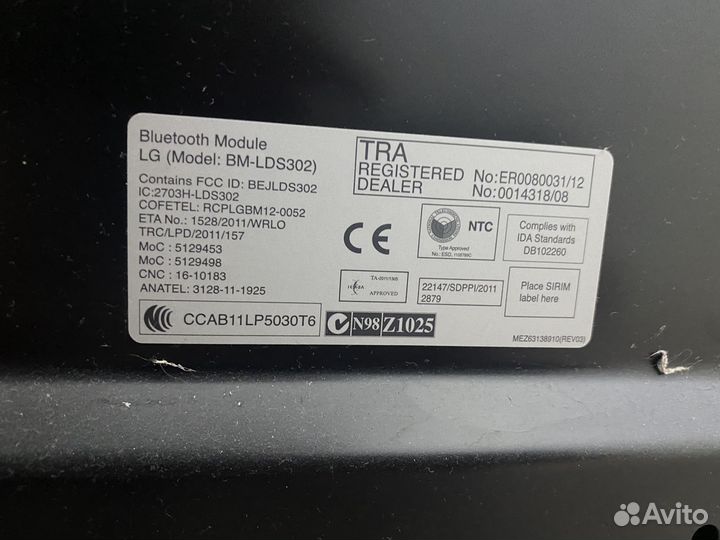 Bluetooth Module
LG (Model: BM-LDS302)
Contains FCC ID: BEJLDS302
IC:2703H-LDS302
COFETEL: RCPLGBM12-0052
ETA No.: 1528/2011/WRLO
TRC/LPD/2011/157
MoC : 5129453
MoC : 5129498
CNC : 16-10183
ANATEL: 3128-11-1925
CCAB11LP5030T6
TRA
REGISTERED
DEALER
No:ER0080031/12
No:0014318/08
CE
NTC
Type Approved
Complies with
IDA Standards
DB102260
TA-2011/1305
APPROVED
22147/SDPPI/2011
2879
Place SIRIM
label here
N98 Z1025
MEZ63138910(REV03)
Avito